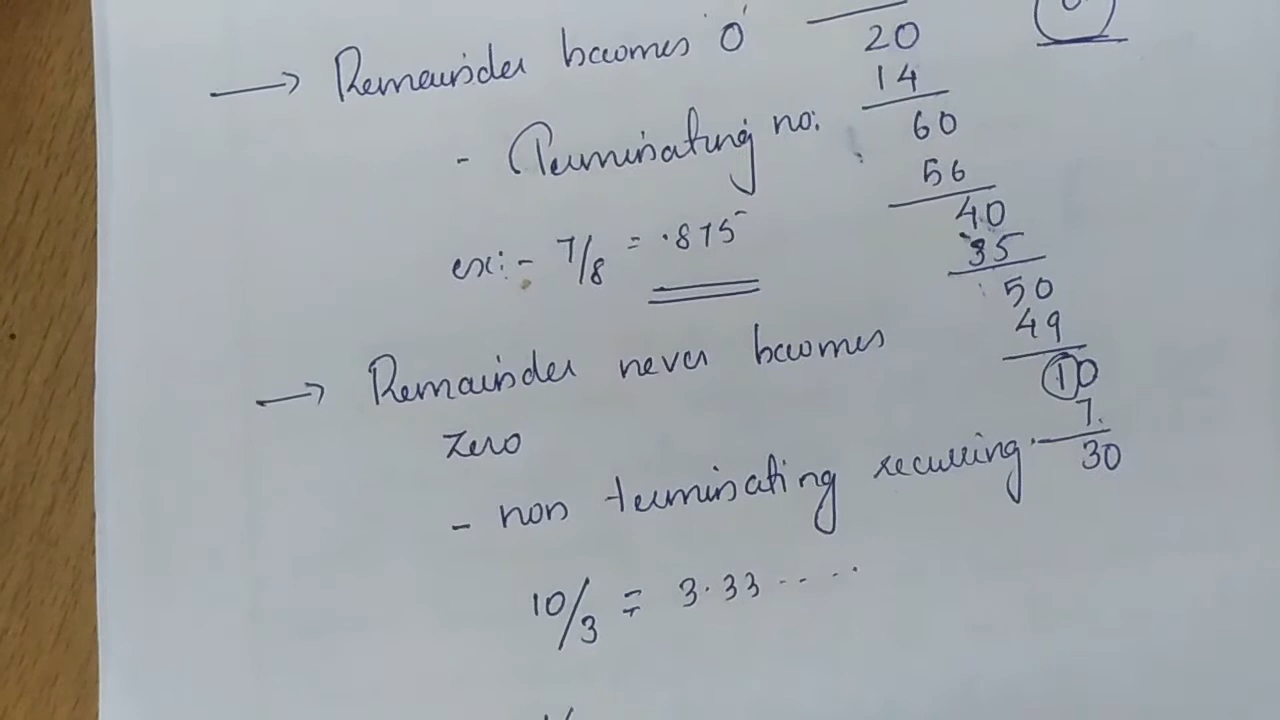 → Remainder becomes 0
- Terminating no:
ex:- 7/8 = .875
→ Remainder never becomes
zero
- non terminating recurring.
10/3 = 3.33 ....
20
14
60
56
40
35
50
49
10
7.
30